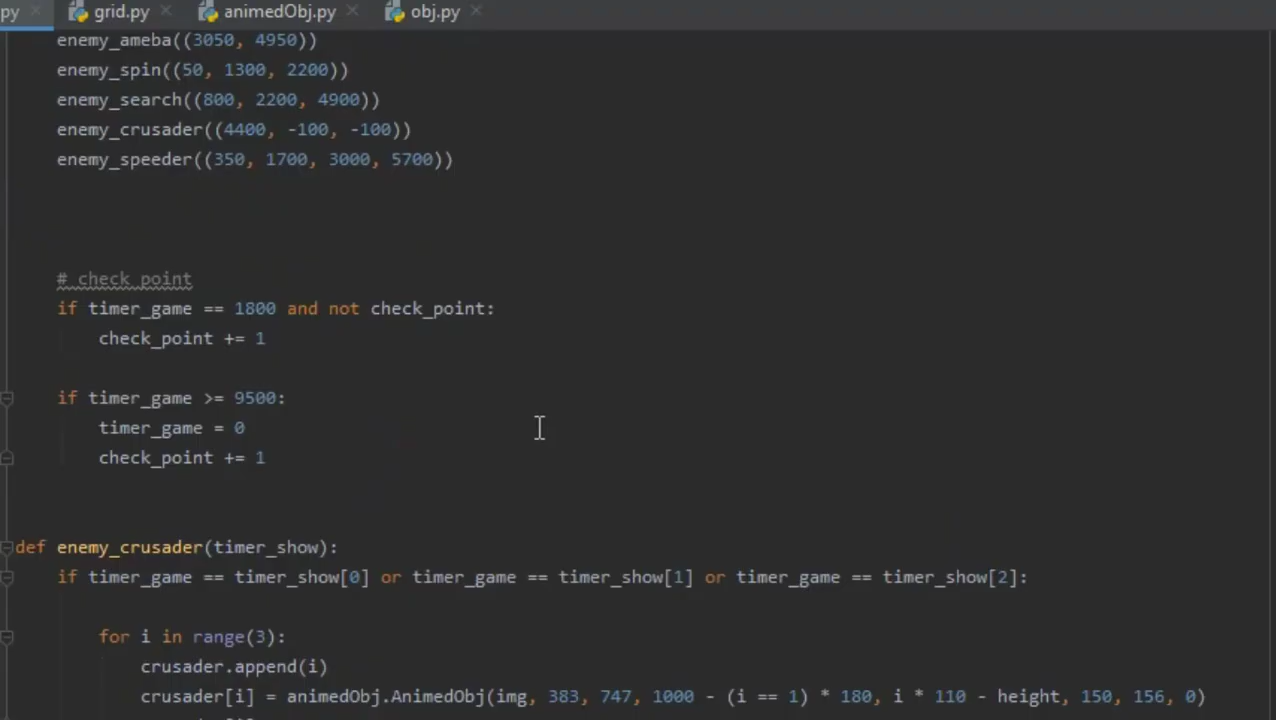 py grid.py animedObj.py obj.py
enemy_ameba((3050, 4950))
enemy_spin((50, 1300, 2200))
enemy_search((800, 2200, 4900))
enemy_crusader((4400, -100, -100))
enemy_speeder((350, 1700, 3000, 5700))
# check point
if timer_game == 1800 and not check_point:
check_point += 1
if timer_game >= 9500:
timer_game = 0
check_point += 1
def enemy_crusader(timer_show):
if timer_game == timer_show[0] or timer_game == timer_show[1] or timer_game == timer_show[2]:
for i in range(3):
crusader.append(i)
crusader[i] = animedObj.AnimedObj(img, 383, 747, 1000 - (i == 1) * 180, i * 110 - height, 150, 156, 0)